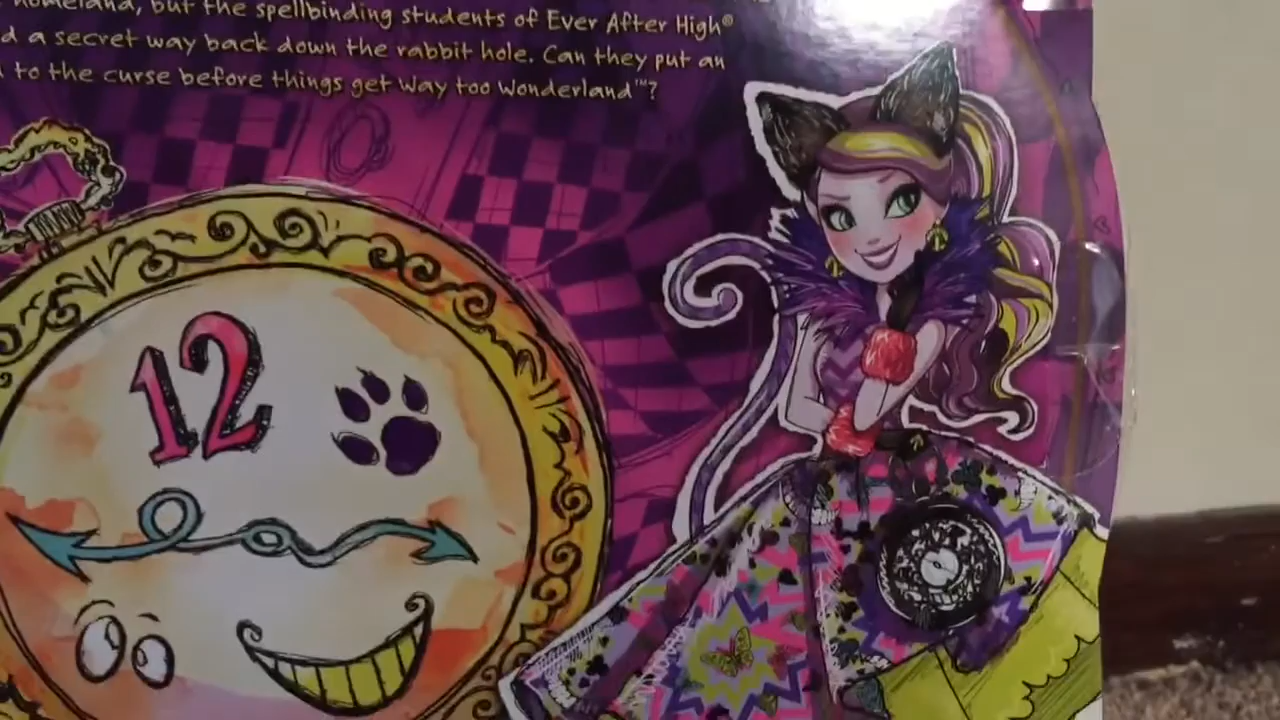 homeland, but the spellbinding students of Ever After High®
a secret way back down the rabbit hole. Can they put an
to the curse before things get way too Wonderland™?
12